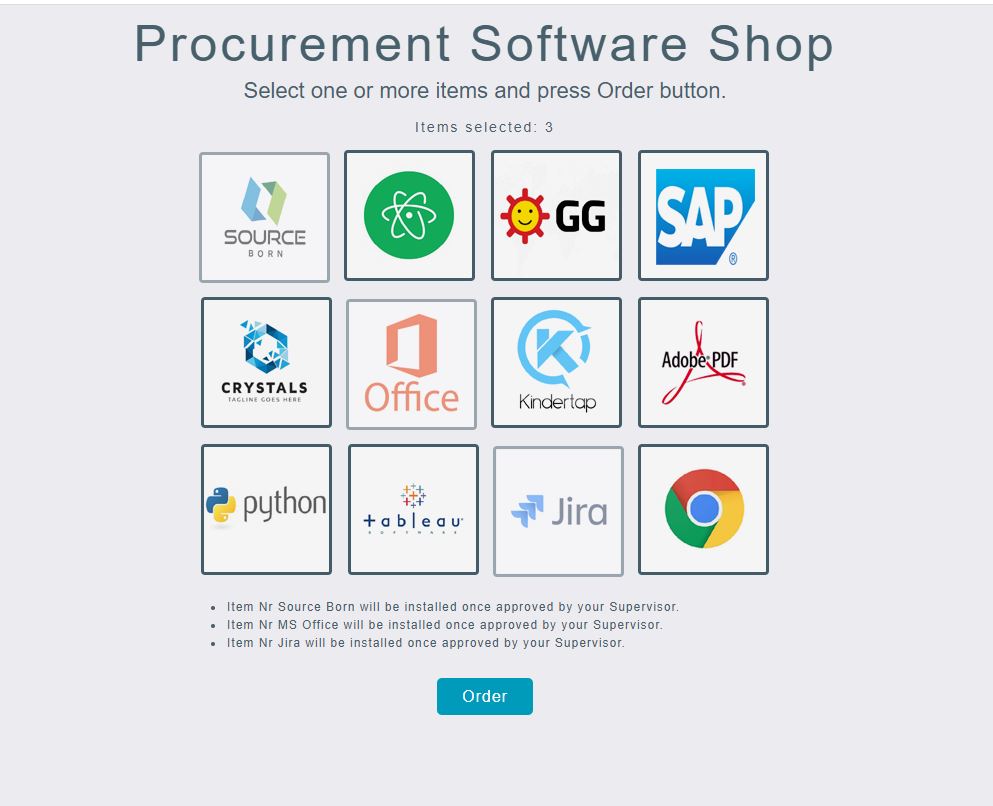 Procurement Software Shop
Select one or more items and press Order button.
Items selected: 3
SOURCE
BORN
GG
SAP
®
CRYSTALS
TAGLINE GOES HERE
Office
Kindertap
Adobe® PDF
python
+ableau
SOFTWARE
Jira
Item Nr Source Born will be installed once approved by your Supervisor.
Item Nr MS Office will be installed once approved by your Supervisor.
Item Nr Jira will be installed once approved by your Supervisor.
Order